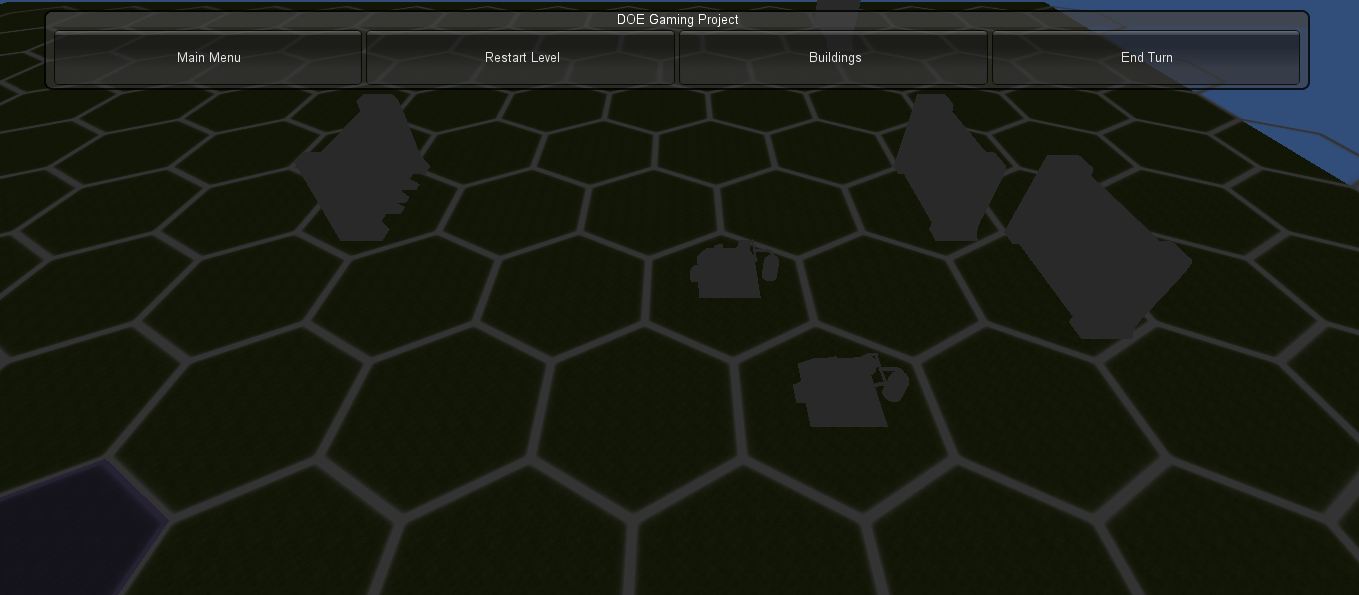 DOE Gaming Project
Main Menu
Restart Level
Buildings
End Turn